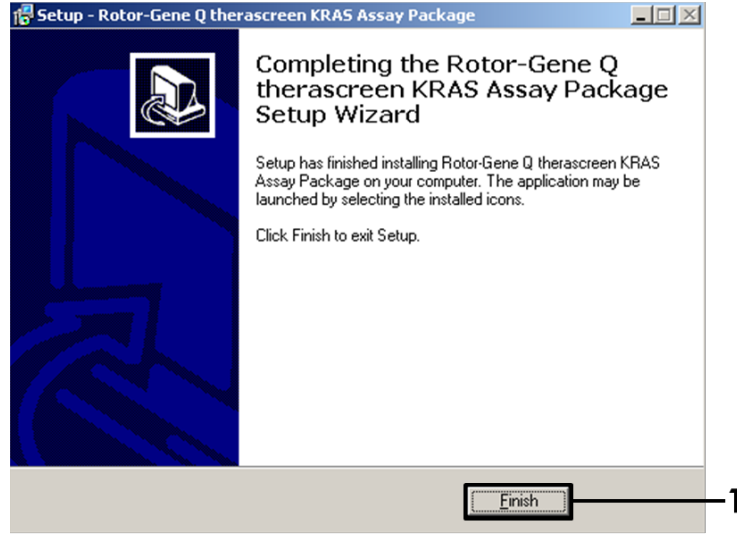 Setup - Rotor-Gene Q therascreen KRAS Assay Package
Completing the Rotor-Gene Q
therascreen KRAS Assay Package
Setup Wizard
Setup has finished installing Rotor-Gene Q therascreen KRAS
Assay Package on your computer. The application may be
launched by selecting the installed icons.
Click Finish to exit Setup.
Finish
1